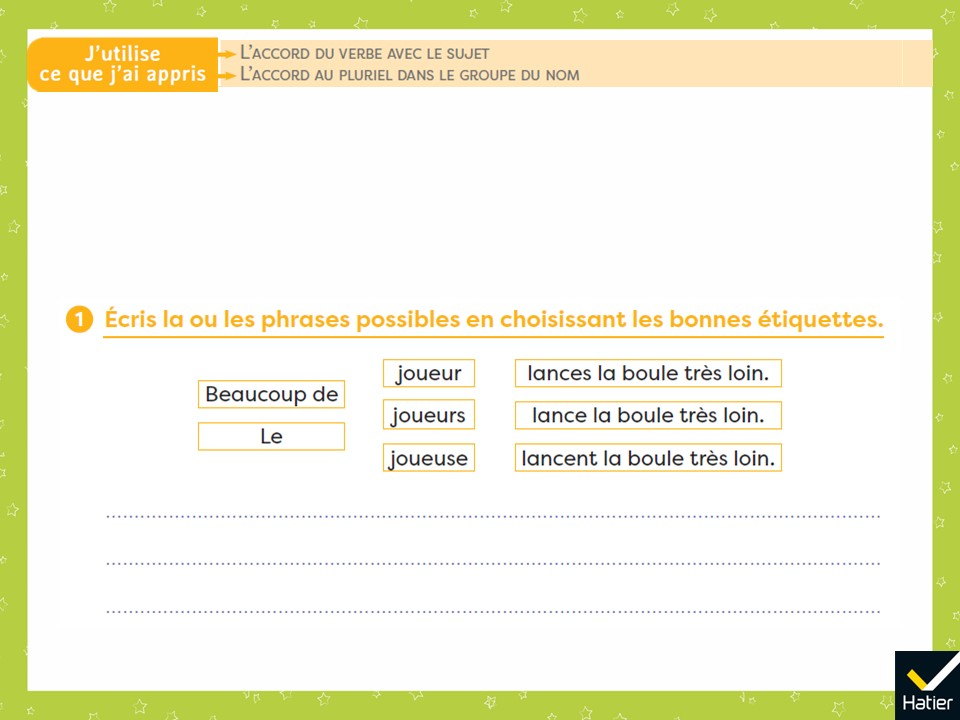 J'utilise
ce que j'ai appris
L'ACCORD DU VERBE AVEC LE SUJET
L'ACCORD AU PLURIEL DANS LE GROUPE DU NOM
1 Écris la ou les phrases possibles en choisissant les bonnes étiquettes.
Beaucoup de
Le
joueur
joueurs
joueuse
lances la boule très loin.
lance la boule très loin.
lancent la boule très loin.
Hatier